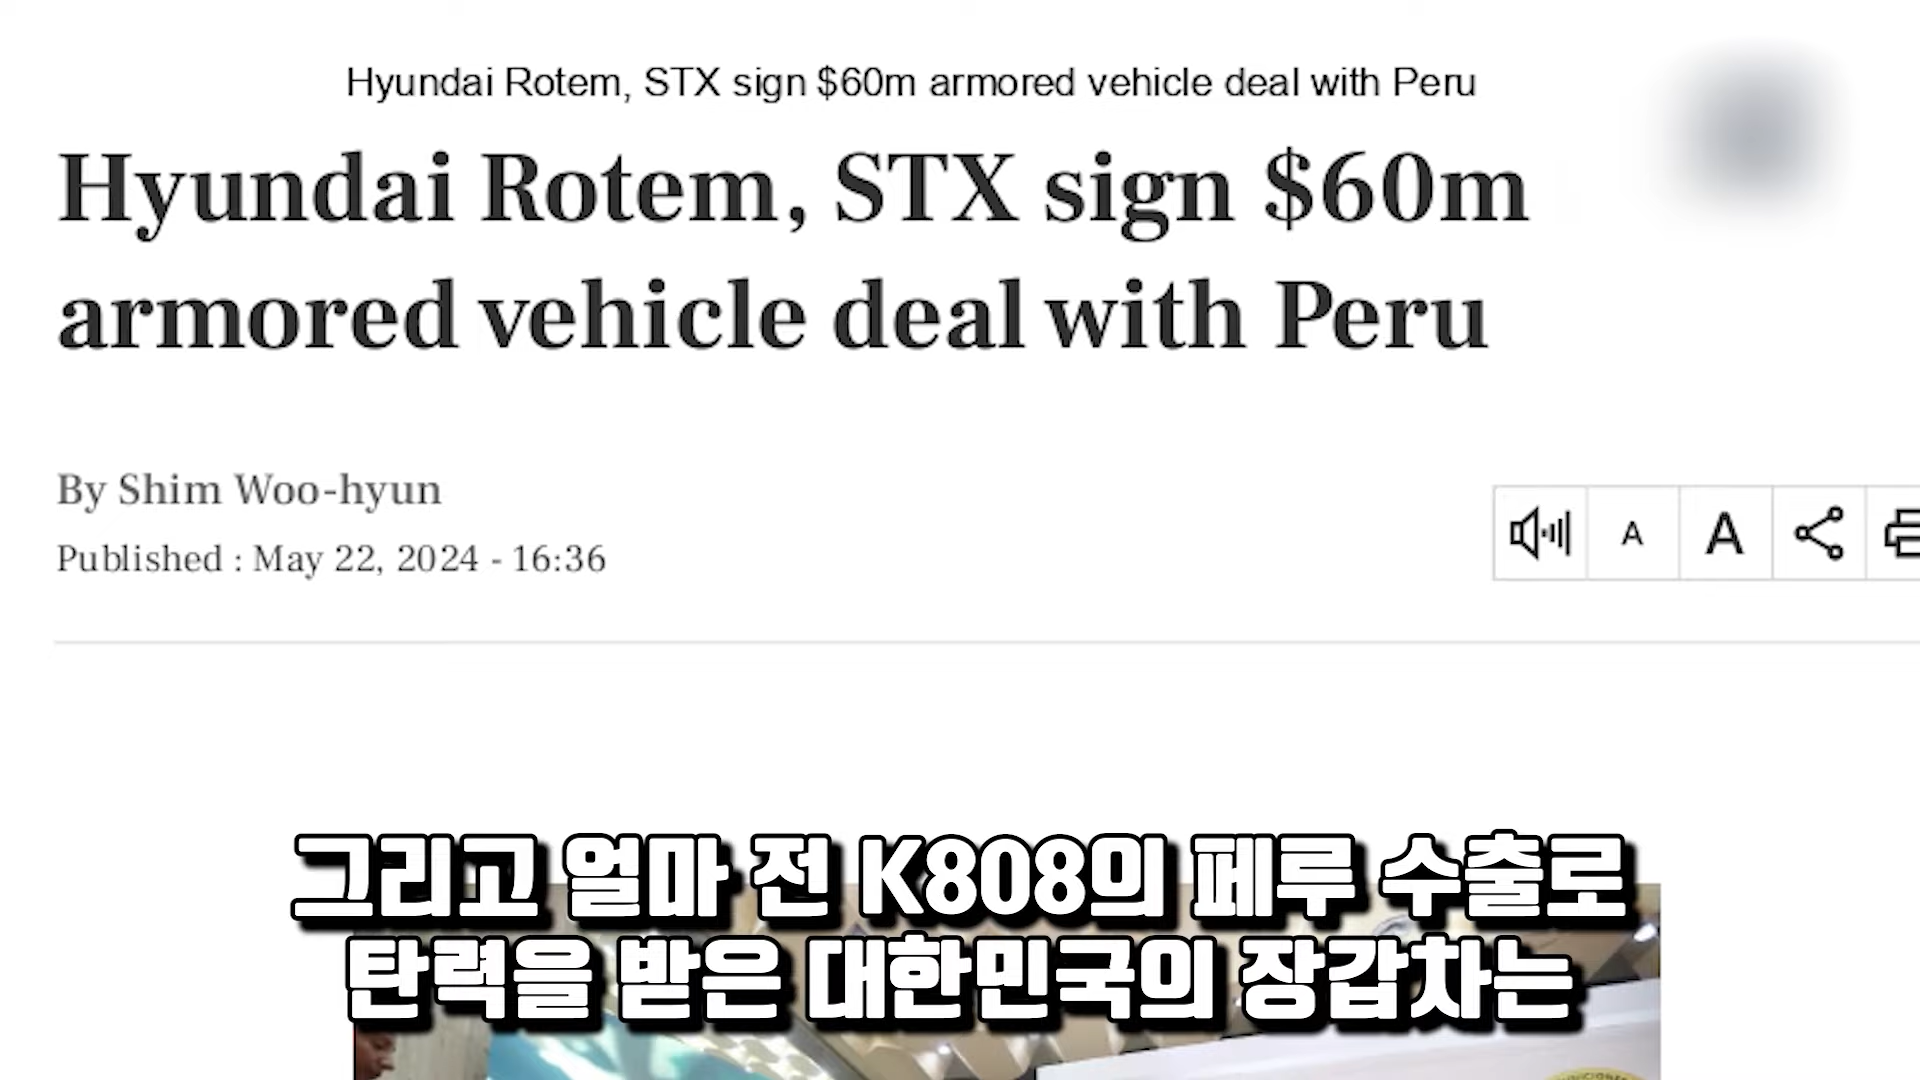 Hyundai Rotem, STX sign $60m armored vehicle deal with Peru
Hyundai Rotem, STX sign $60m
armored vehicle deal with Peru
By Shim Woo-hyun
Published : May 22, 2024 - 16:36
A A
그리고 얼마 전 K808의 페루 수출로
탄력을 받은 대한민국의 장갑차는